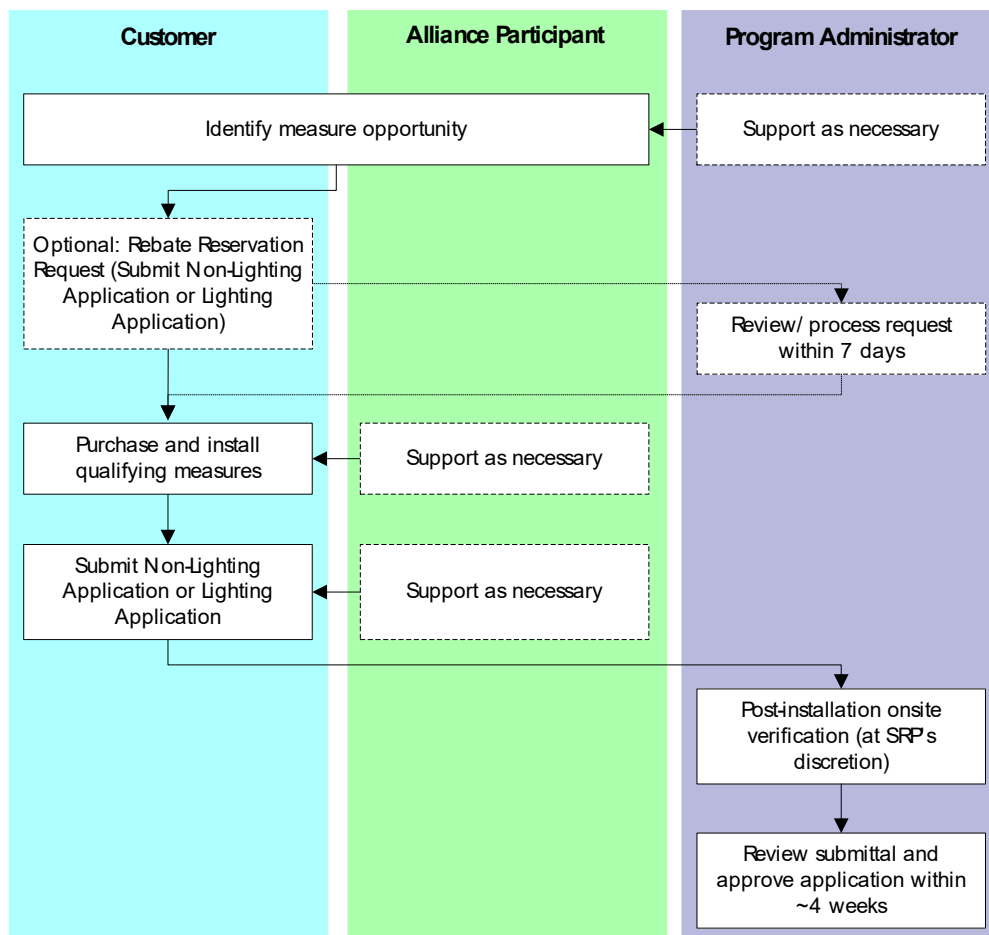 Customer
Alliance Participant
Program Administrator
Identify measure opportunity
Support as necessary
Optional: Rebate Reservation
Request (Submit Non-Lighting
Application or Lighting
Application)
Review/ process request
within 7 days
Purchase and install
qualifying measures
Support as necessary
Submit Non-Lighting
Application or Lighting
Application
Support as necessary
Post-installation onsite
verification (at SRP's
discretion)
Review submittal and
approve application within
~4 weeks